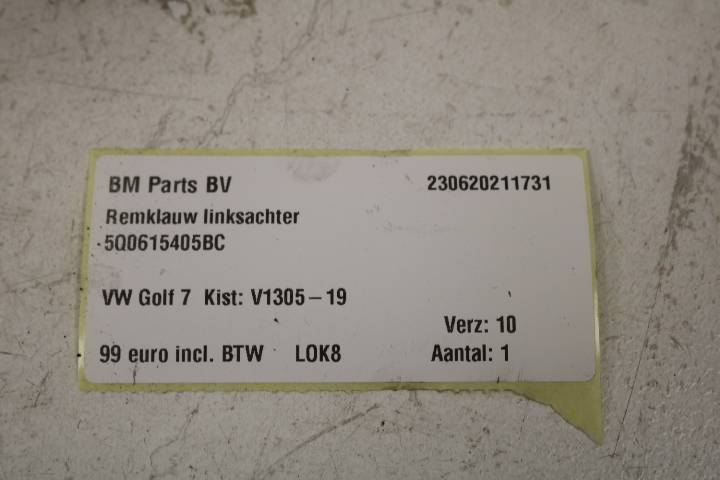 BM Parts BV 230620211731
Remklauw linksachter
5Q0615405BC
VW Golf 7 Kist: V1305-19
Verz: 10
99 euro incl. BTW LOK8 Aantal: 1